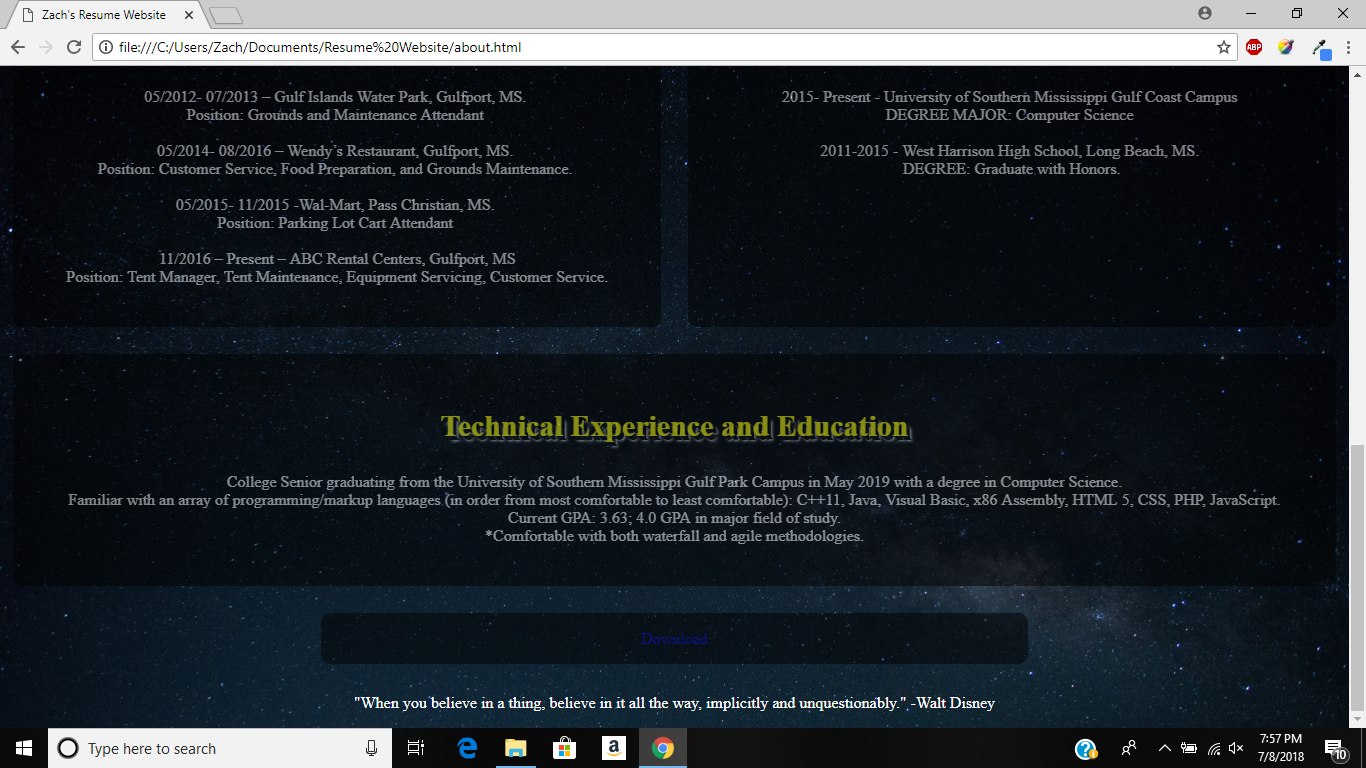 Zach's Resume Website
file:///C:/Users/Zach/Documents/Resume%20Website/about.html
ABP
05/2012- 07/2013 – Gulf Islands Water Park, Gulfport, MS.
Position: Grounds and Maintenance Attendant
05/2014- 08/2016 – Wendy’s Restaurant, Gulfport, MS.
Position: Customer Service, Food Preparation, and Grounds Maintenance.
05/2015- 11/2015 -Wal-Mart, Pass Christian, MS.
Position: Parking Lot Cart Attendant
11/2016 – Present – ABC Rental Centers, Gulfport, MS
Position: Tent Manager, Tent Maintenance, Equipment Servicing, Customer Service.
2015- Present - University of Southern Mississippi Gulf Coast Campus
DEGREE MAJOR: Computer Science
2011-2015 - West Harrison High School, Long Beach, MS.
DEGREE: Graduate with Honors.
Technical Experience and Education
College Senior graduating from the University of Southern Mississippi Gulf Park Campus in May 2019 with a degree in Computer Science.
Familiar with an array of programming/markup languages (in order from most comfortable to least comfortable): C++11, Java, Visual Basic, x86 Assembly, HTML 5, CSS, PHP, JavaScript.
Current GPA: 3.63; 4.0 GPA in major field of study.
*Comfortable with both waterfall and agile methodologies.
Download:
"When you believe in a thing, believe in it all the way, implicitly and unquestionably." -Walt Disney
Type here to search
7:57 PM
7/8/2018
10